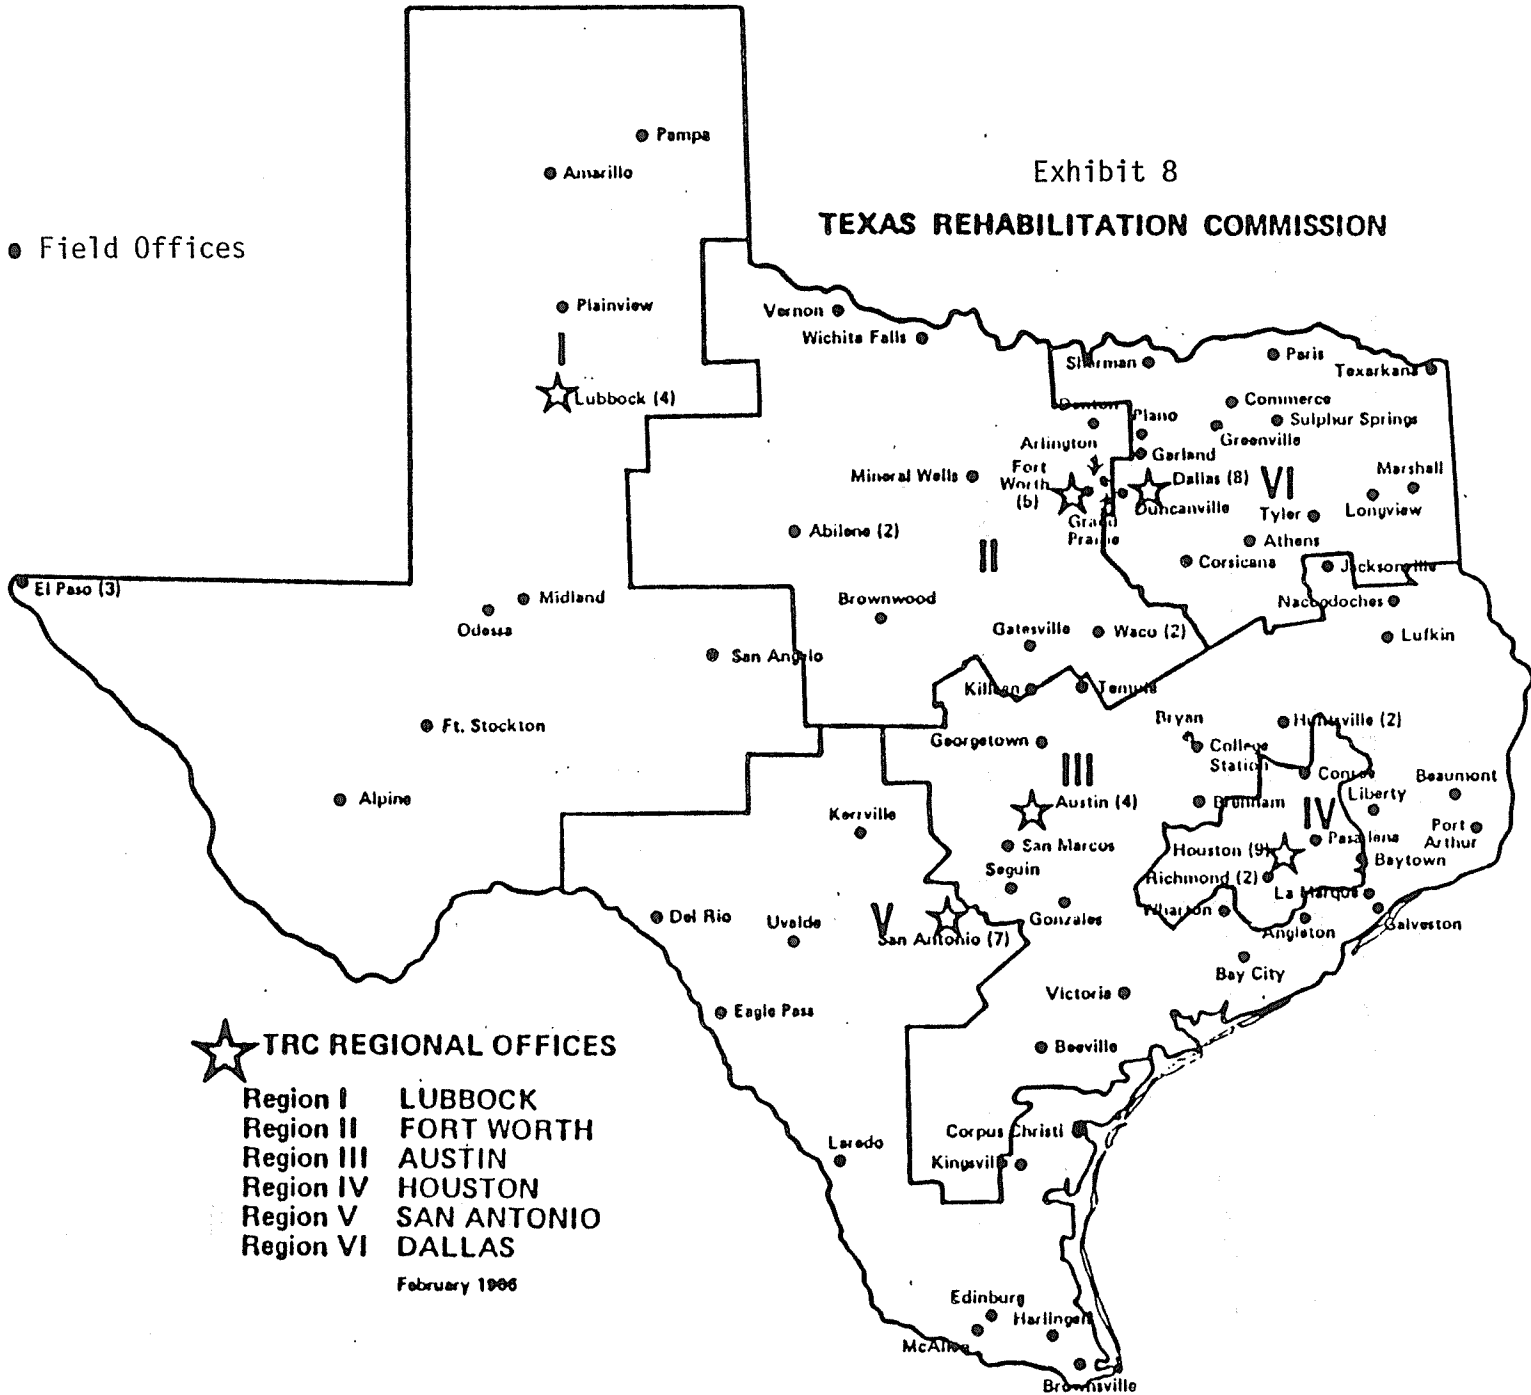 Exhibit 8
TEXAS REHABILITATION COMMISSION
Field Offices
Pampa
Amarillo
Plainview
I
Lubbock (4)
Vernon
Wichita Falls
Sherman
Paris
Texarkana
Denton
Plano
Commerce
Sulphur Springs
Greenville
Arlington
Garland
Fort
Worth
Mineral Wells
Dallas (8)
VI
Marshall
Duncanville
Longview
Tyler
Grand
Prairie
Abilene (2)
Athens
II
Corsicana
Jacksonville
El Paso (3)
Midland
Odessa
Brownwood
Nacogdoches
Gatesville
Waco (2)
Lufkin
San Angelo
Killeen
Temple
Ft. Stockton
Bryan
Huntsville (2)
Georgetown
College
Station
III
Conroe
Beaumont
Alpine
Austin (4)
Brenham
IV
Liberty
Kerrville
Port
Arthur
San Marcos
Pasadena
Houston (9)
Baytown
Seguin
Richmond (2)
La Marque
Del Rio
Uvalde
V
San Antonio (7)
Gonzales
Wharton
Angleton
Galveston
Bay City
Victoria
Eagle Pass
Beeville
TRC REGIONAL OFFICES
Region I LUBBOCK
Region II FORT WORTH
Region III AUSTIN
Region IV HOUSTON
Region V SAN ANTONIO
Region VI DALLAS
February
Corpus Christi
Laredo
Kingsville
Edinburg
Harlingen
McAllen
Brownsville